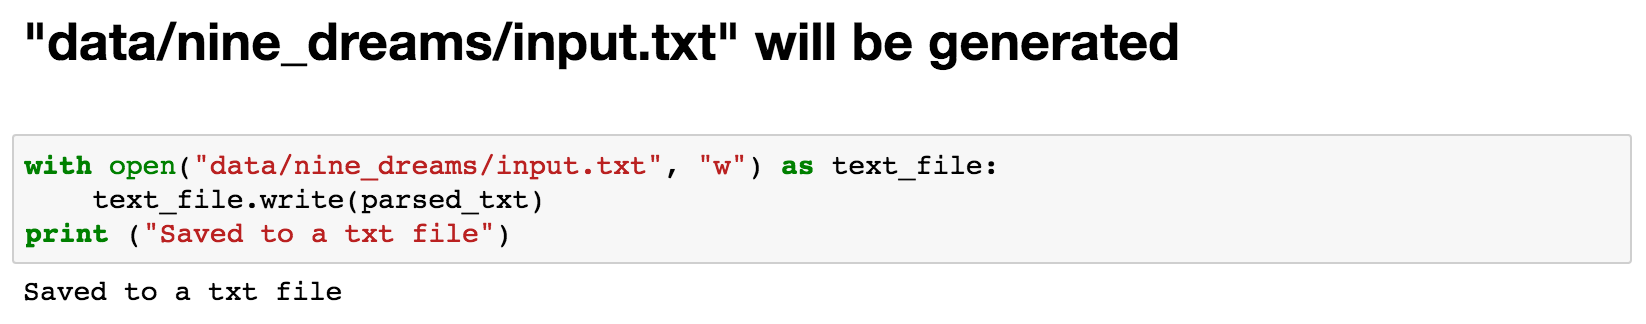 "data/nine_dreams/input.txt" will be generated
with open("data/nine_dreams/input.txt", "w") as text_file:
    text_file.write(parsed_txt)
print ("Saved to a txt file")
Saved to a txt file